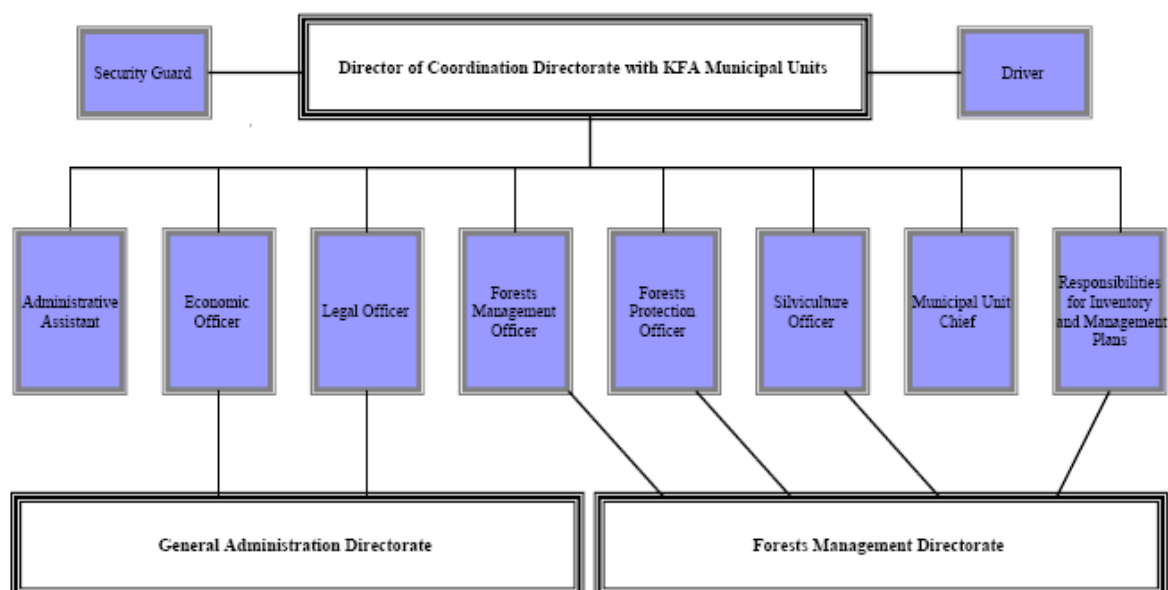 Security Guard
Director of Coordination Directorate with KFA Municipal Units
Driver
Administrative
Assistant
Economic
Officer
Legal Officer
Forests
Management
Officer
Forests
Protection
Officer
Silviculture
Officer
Municipal Unit
Chief
Responsibilities
for Inventory
and Management
Plans
General Administration Directorate
Forests Management Directorate